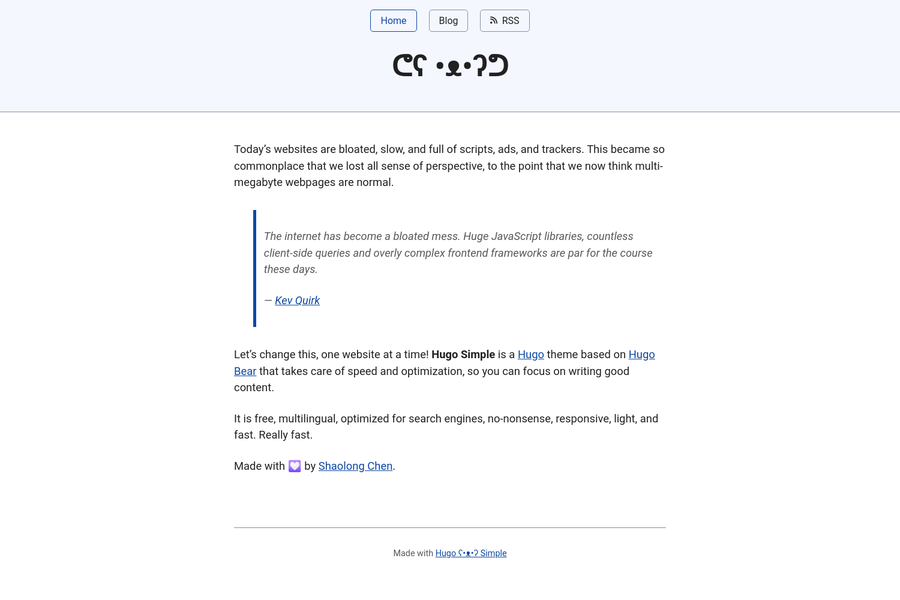 Home
Blog
RSS
ᕦʕ •ᴥ•ʔᕤ
Today’s websites are bloated, slow, and full of scripts, ads, and trackers. This became so
commonplace that we lost all sense of perspective, to the point that we now think multi-
megabyte webpages are normal.
The internet has become a bloated mess. Huge JavaScript libraries, countless
client-side queries and overly complex frontend frameworks are par for the course
these days.
— Kev Quirk
Let’s change this, one website at a time! Hugo Simple is a Hugo theme based on Hugo
Bear that takes care of speed and optimization, so you can focus on writing good
content.
It is free, multilingual, optimized for search engines, no-nonsense, responsive, light, and
fast. Really fast.
Made with 💟 by Shaolong Chen.
Made with Hugo ʕ•ᴥ•ʔ Simple